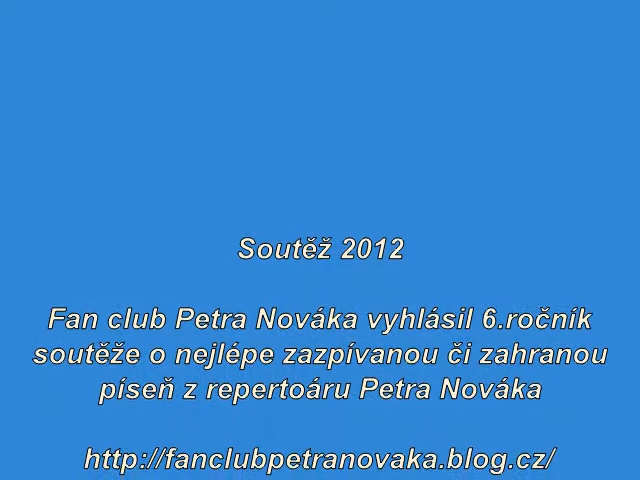 Soutěž 2012
Fan club Petra Nováka vyhlásil 6.ročník
soutěže o nejlépe zazpívanou či zahranou
píseň z repertoáru Petra Nováka
http://fanclubpetranovaka.blog.cz/